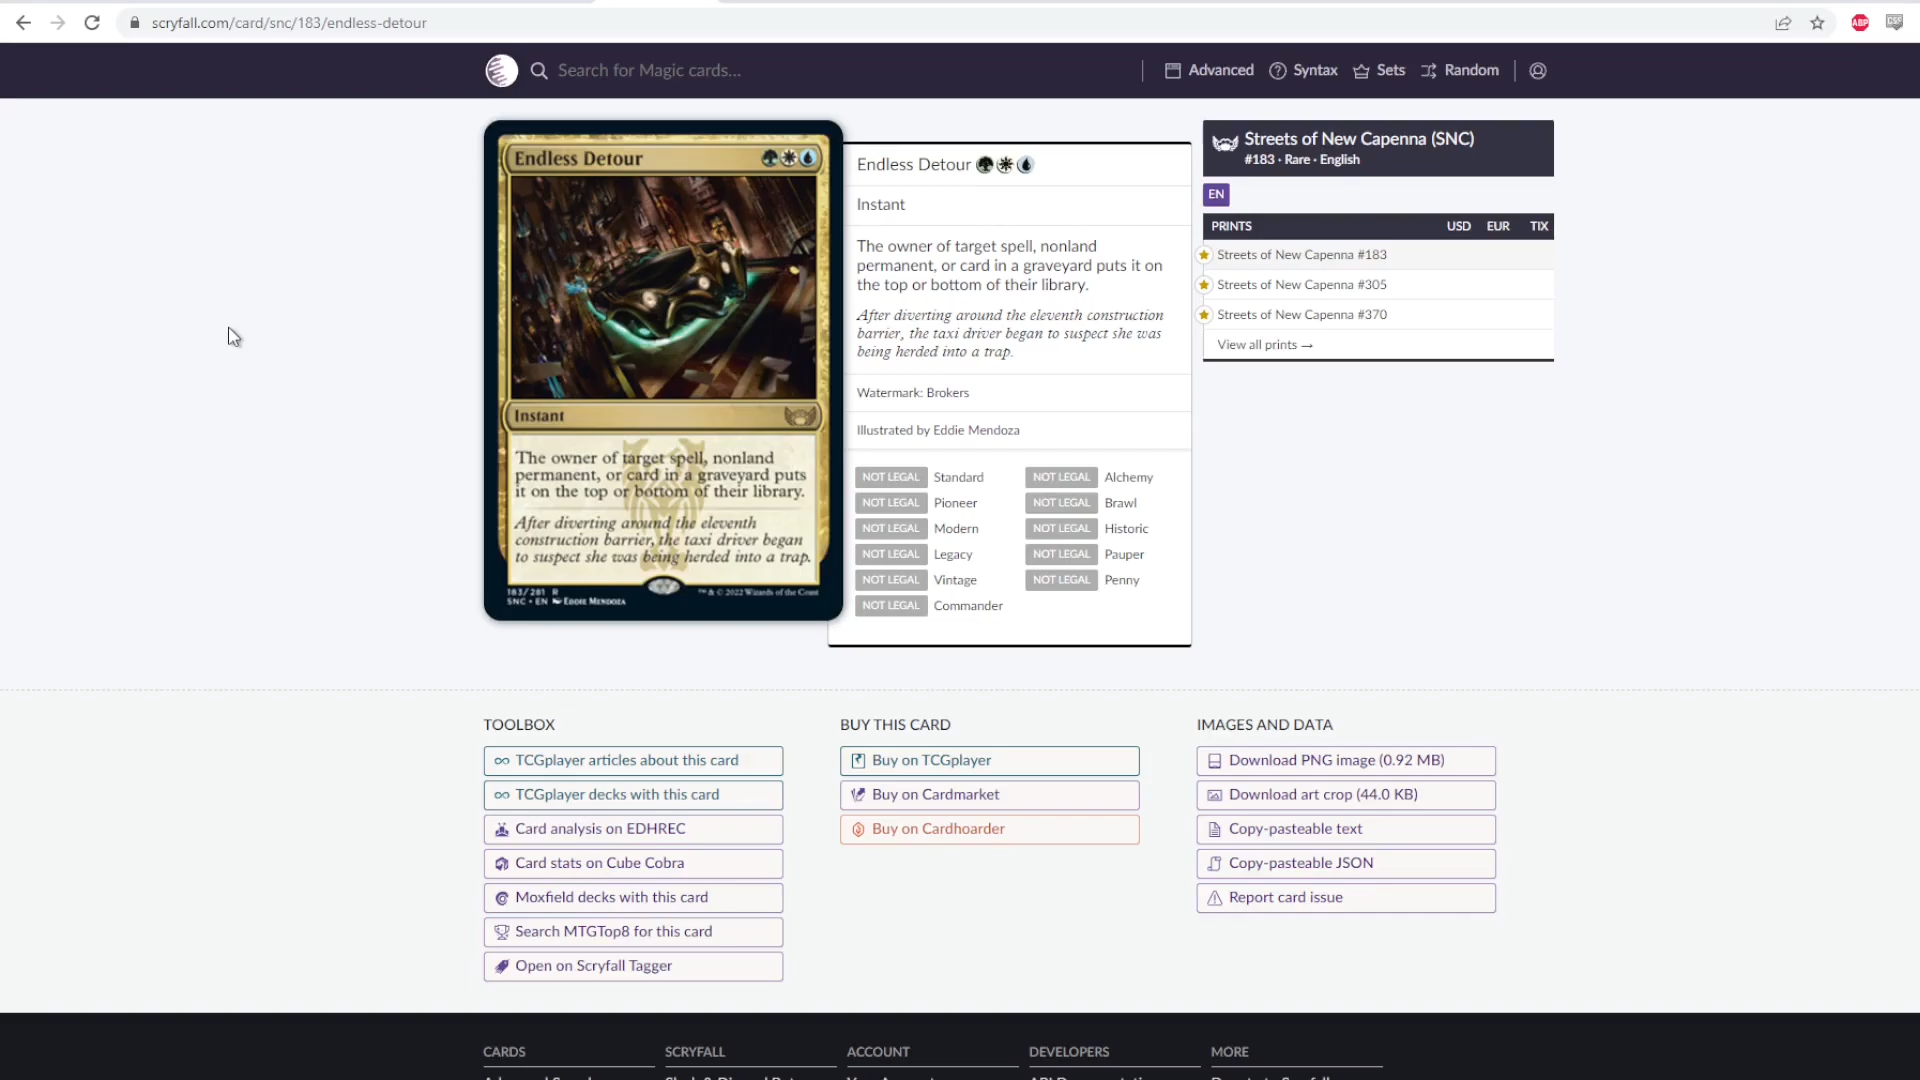 scryfall.com/card/snc/183/endless-detour
Search for Magic cards...
Advanced
Syntax
Sets
Random
Endless Detour
Instant
The owner of target spell, nonland
permanent, or card in a graveyard puts
it on the top or bottom of their library.
After diverting around the eleventh
construction barrier, the taxi driver began
to suspect she was being herded into a trap.
183/281 R
SNC • EN EDDIE MENDOZA
™ & © 2022 Wizards of the Coast
Endless Detour
Instant
The owner of target spell, nonland
permanent, or card in a graveyard puts it on
the top or bottom of their library.
After diverting around the eleventh construction
barrier, the taxi driver began to suspect she was
being herded into a trap.
Watermark: Brokers
Illustrated by Eddie Mendoza
NOT LEGAL Standard NOT LEGAL Alchemy
NOT LEGAL Pioneer NOT LEGAL Brawl
NOT LEGAL Modern NOT LEGAL Historic
NOT LEGAL Legacy NOT LEGAL Pauper
NOT LEGAL Vintage NOT LEGAL Penny
NOT LEGAL Commander
Streets of New Capenna (SNC)
#183 · Rare · English
EN
PRINTS USD EUR TIX
Streets of New Capenna #183
Streets of New Capenna #305
Streets of New Capenna #370
View all prints →
TOOLBOX
TCGplayer articles about this card
TCGplayer decks with this card
Card analysis on EDHREC
Card stats on Cube Cobra
Moxfield decks with this card
Search MTGTop8 for this card
Open on Scryfall Tagger
BUY THIS CARD
Buy on TCGplayer
Buy on Cardmarket
Buy on Cardhoarder
IMAGES AND DATA
Download PNG image (0.92 MB)
Download art crop (44.0 KB)
Copy-pasteable text
Copy-pasteable JSON
Report card issue
CARDS SCRYFALL ACCOUNT DEVELOPERS MORE
ABP
CSS